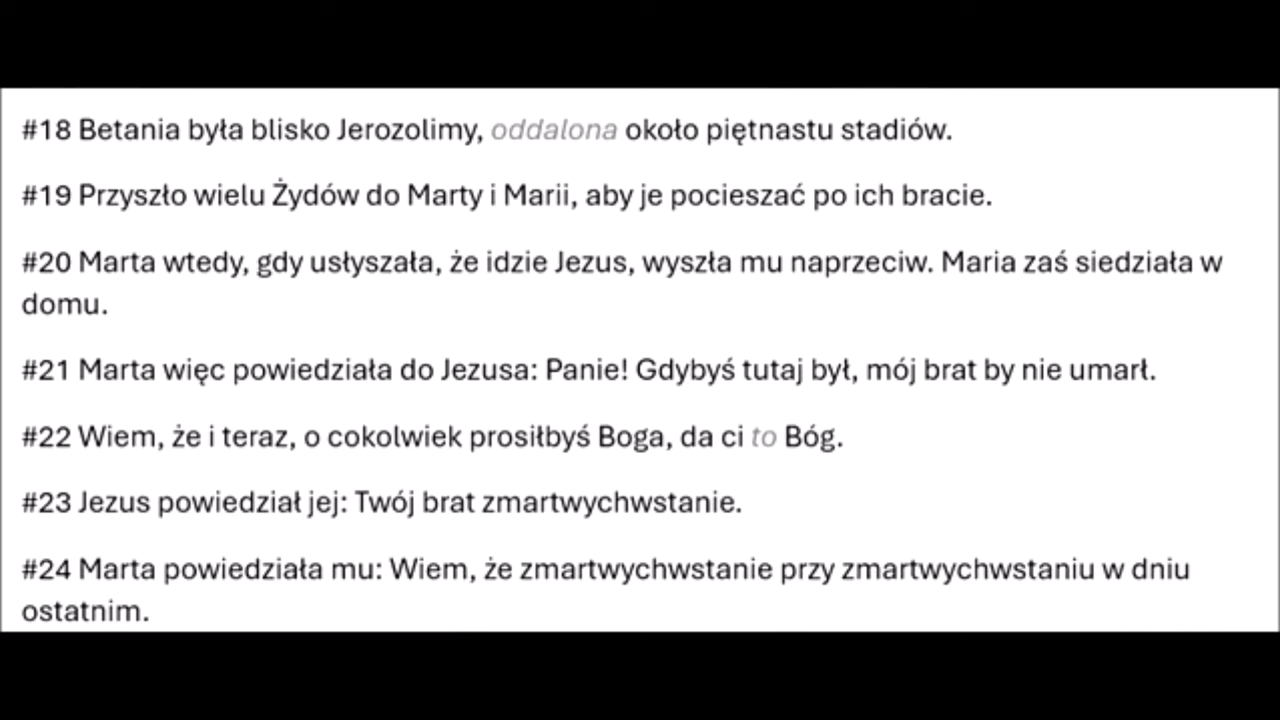 #18 Betania była blisko Jerozolimy, oddalona około piętnastu stadiów.
#19 Przyszło wielu Żydów do Marty i Marii, aby je pocieszać po ich bracie.
#20 Marta wtedy, gdy usłyszała, że idzie Jezus, wyszła mu naprzeciw. Maria zaś siedziała w
domu.
#21 Marta więc powiedziała do Jezusa: Panie! Gdybyś tutaj był, mój brat by nie umarł.
#22 Wiem, że i teraz, o cokolwiek prosiłbyś Boga, da ci to Bóg.
#23 Jezus powiedział jej: Twój brat zmartwychwstanie.
#24 Marta powiedziała mu: Wiem, że zmartwychwstanie przy zmartwychwstaniu w dniu
ostatnim.